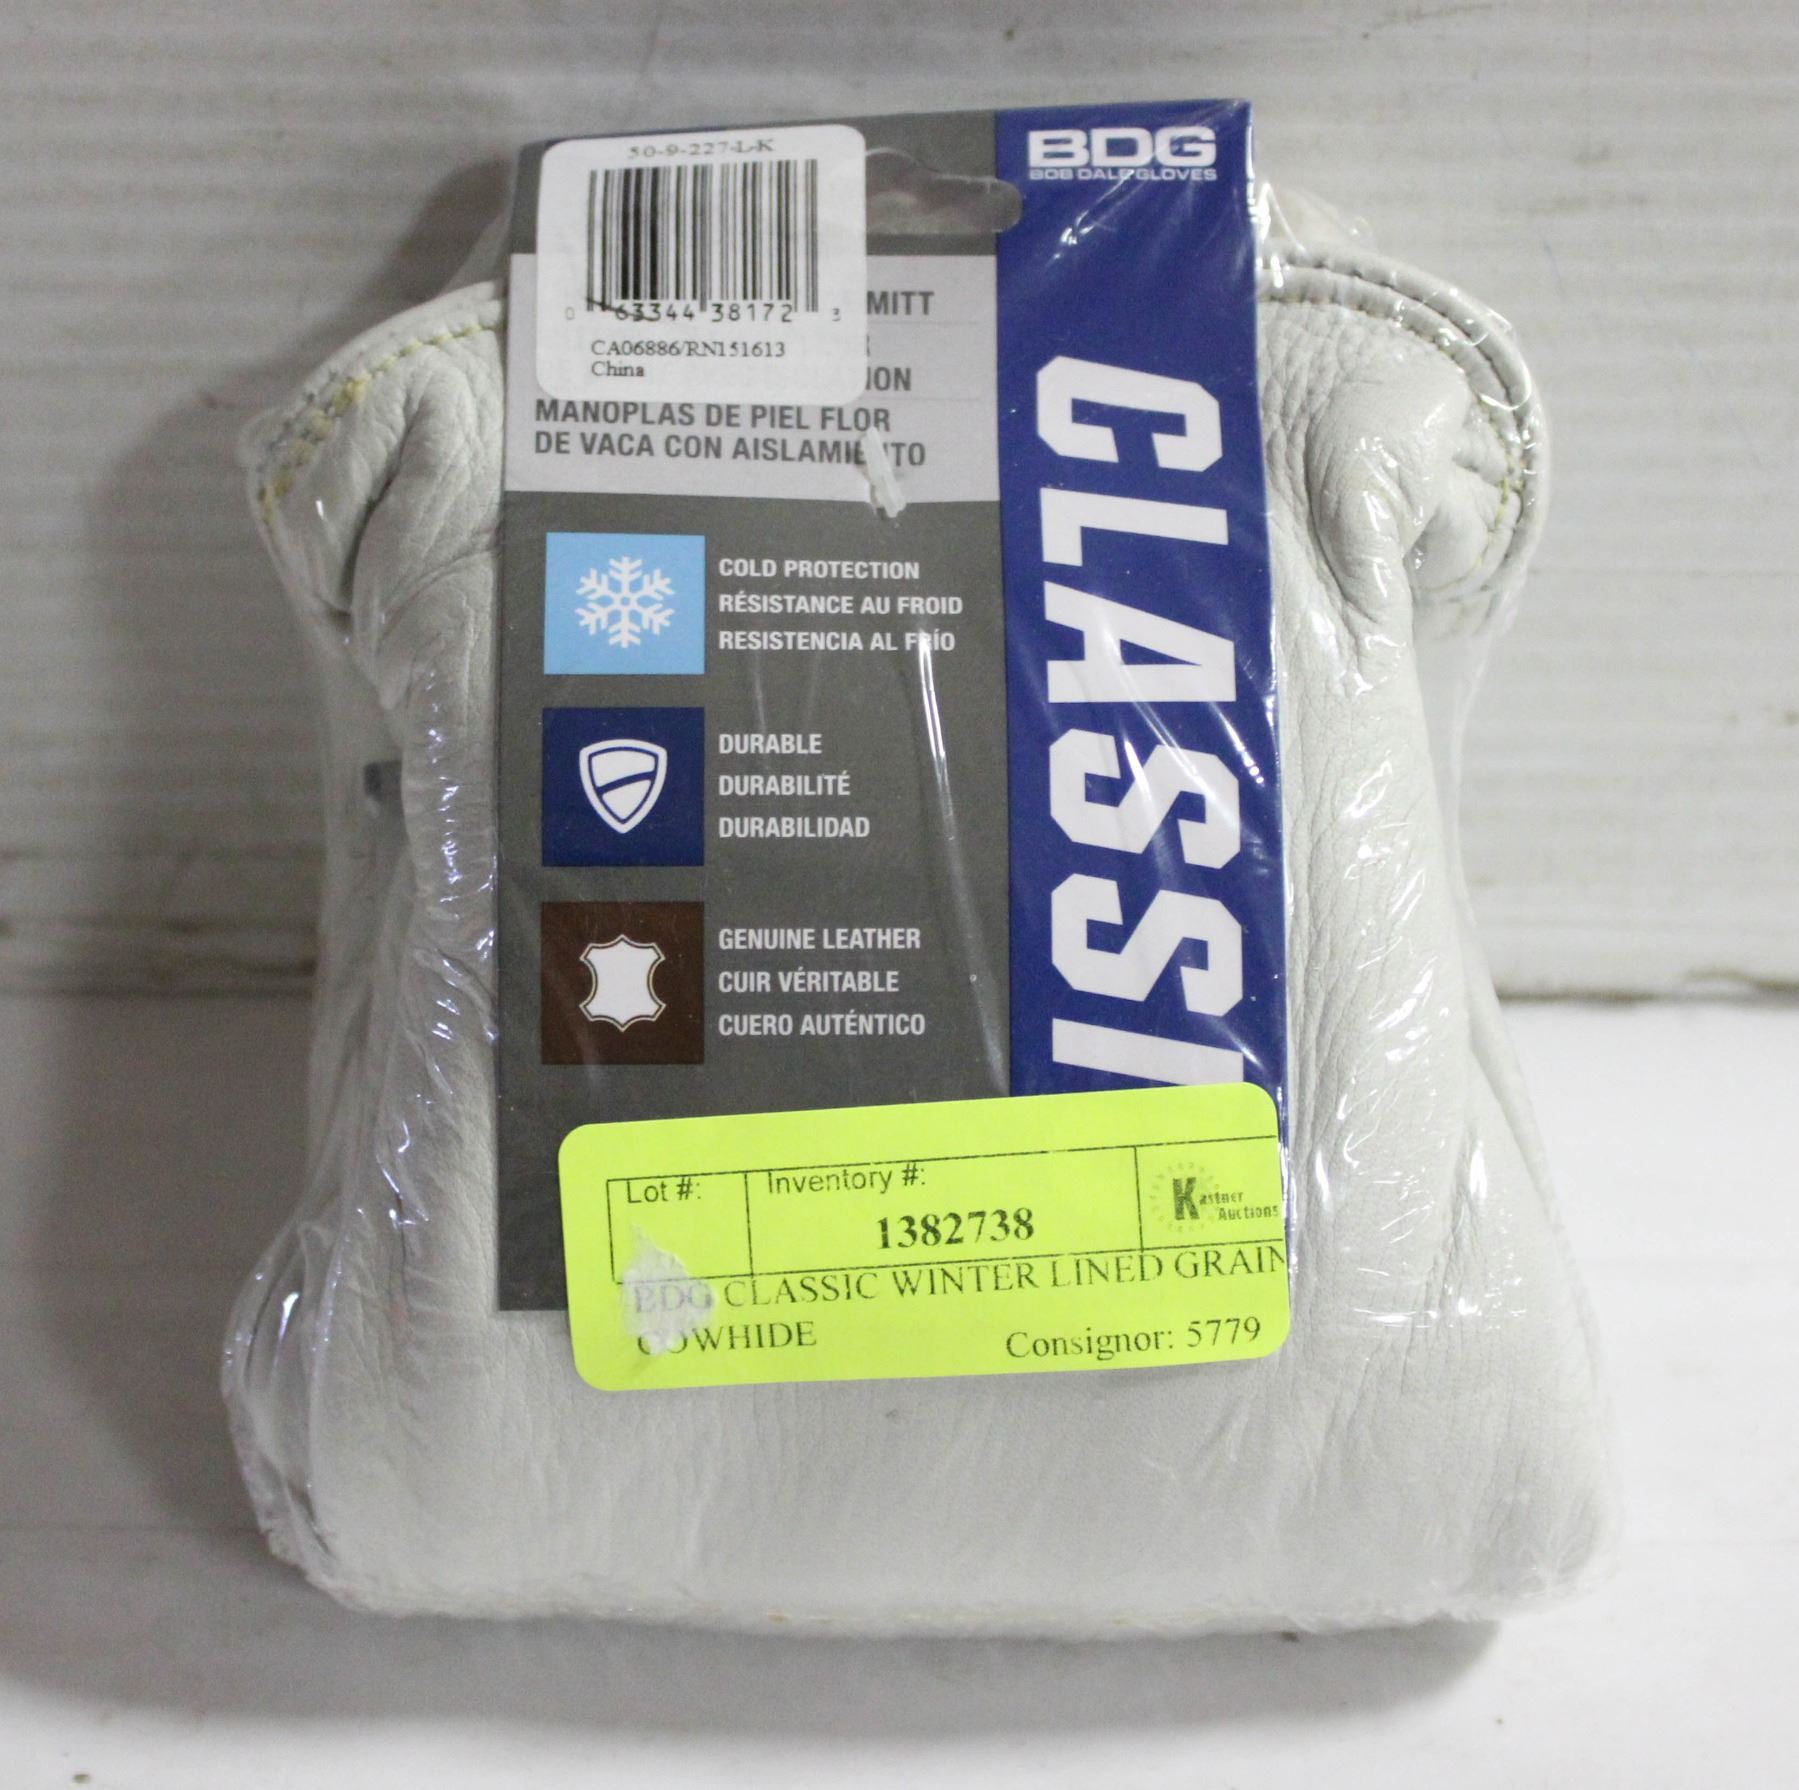 50-9-227-L-K
0 63344 38172 3
CA06886/RN151613
China
BDG
BOB DALE GLOVES
MITT
MANOPLAS DE PIEL FLOR
DE VACA CON AISLAMIENTO
COLD PROTECTION
RÉSISTANCE AU FROID
RESISTENCIA AL FRÍO
DURABLE
DURABILITÉ
DURABILIDAD
GENUINE LEATHER
CUIR VÉRITABLE
CUERO AUTÉNTICO
CLASSI
Lot #:
Inventory #:
1382738
Kastner
Auctions
BDG CLASSIC WINTER LINED GRAIN
COWHIDE
Consignor: 5779